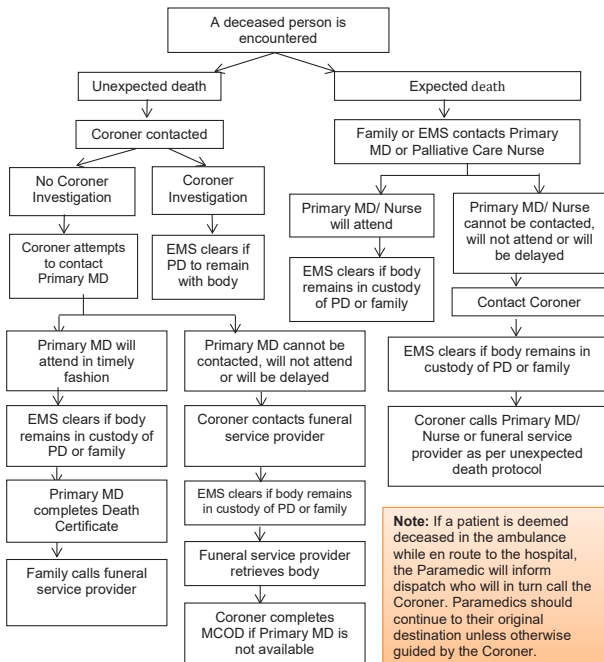 A deceased person is
encountered
Unexpected death
Expected death
Coroner contacted
Family or EMS contacts Primary
MD or Palliative Care Nurse
No Coroner
Investigation
Coroner
Investigation
Primary MD/ Nurse
will attend
Primary MD/ Nurse
cannot be contacted,
will not attend or will
be delayed
Coroner attempts
to contact
Primary MD
EMS clears if
PD to remain
with body
EMS clears if body
remains in custody
of PD or family
Contact Coroner
Primary MD will
attend in timely
fashion
Primary MD cannot be
contacted, will not attend
or will be delayed
EMS clears if body remains in
custody of PD or family
EMS clears if body
remains in custody of
PD or family
Coroner contacts funeral
service provider
Coroner calls Primary MD/
Nurse or funeral service
provider as per unexpected
death protocol
Primary MD
completes Death
Certificate
EMS clears if body remains
in custody of PD or family
Family calls funeral
service provider
Funeral service provider
retrieves body
Coroner completes
MCOD if Primary MD is
not available
Note: If a patient is deemed
deceased in the ambulance
while en route to the hospital,
the Paramedic will inform
dispatch who will in turn call the
Coroner. Paramedics should
continue to their original
destination unless otherwise
guided by the Coroner.